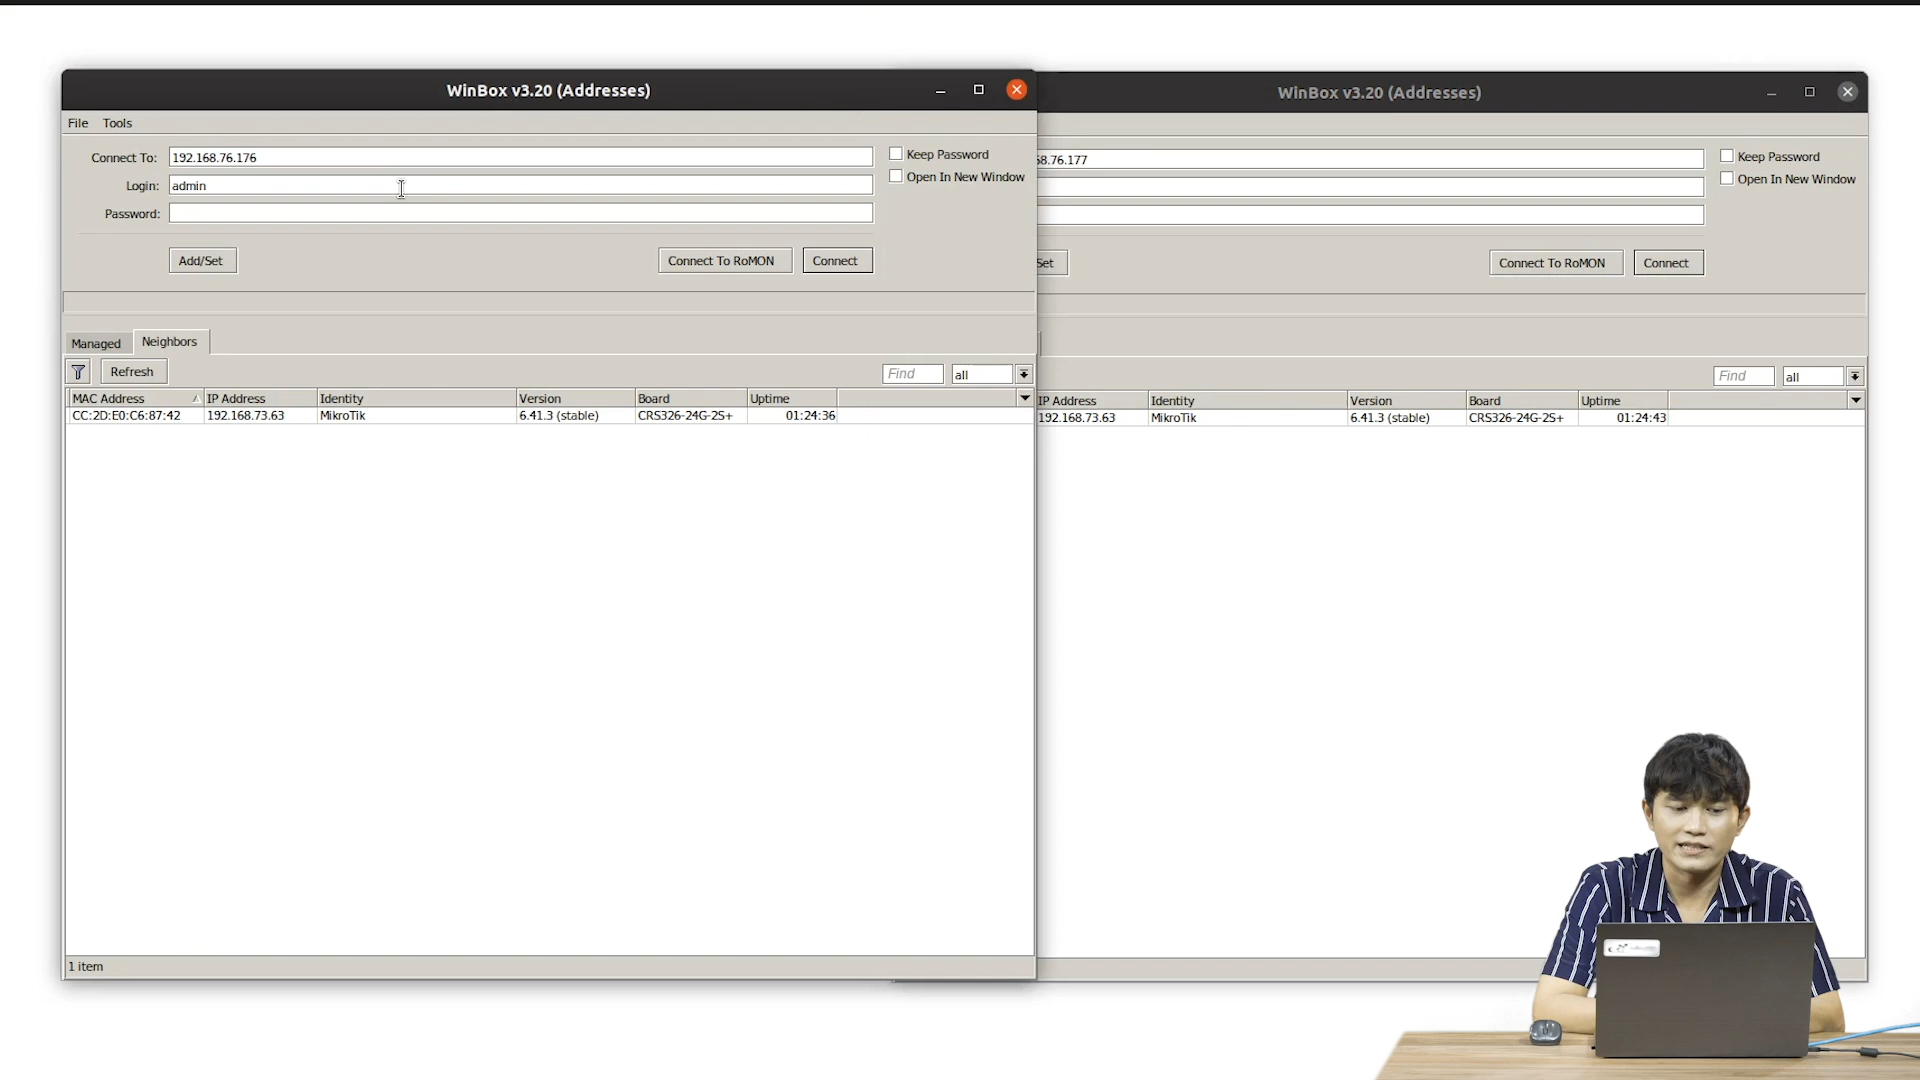 WinBox v3.20 (Addresses)
File Tools
Connect To: 192.168.76.176
Keep Password
Login: admin
Open In New Window
Password:
Add/Set
Connect To RoMON
Connect
Managed
Neighbors
Refresh
Find
all
MAC Address IP Address Identity Version Board Uptime
CC:2D:E0:C6:87:42 192.168.73.63 MikroTik 6.41.3 (stable) CRS326-24G-2S+ 01:24:36
1 item
WinBox v3.20 (Addresses)
68.76.177
Keep Password
Open In New Window
Set
Connect To RoMON
Connect
Find
all
IP Address Identity Version Board Uptime
192.168.73.63 MikroTik 6.41.3 (stable) CRS326-24G-2S+ 01:24:43